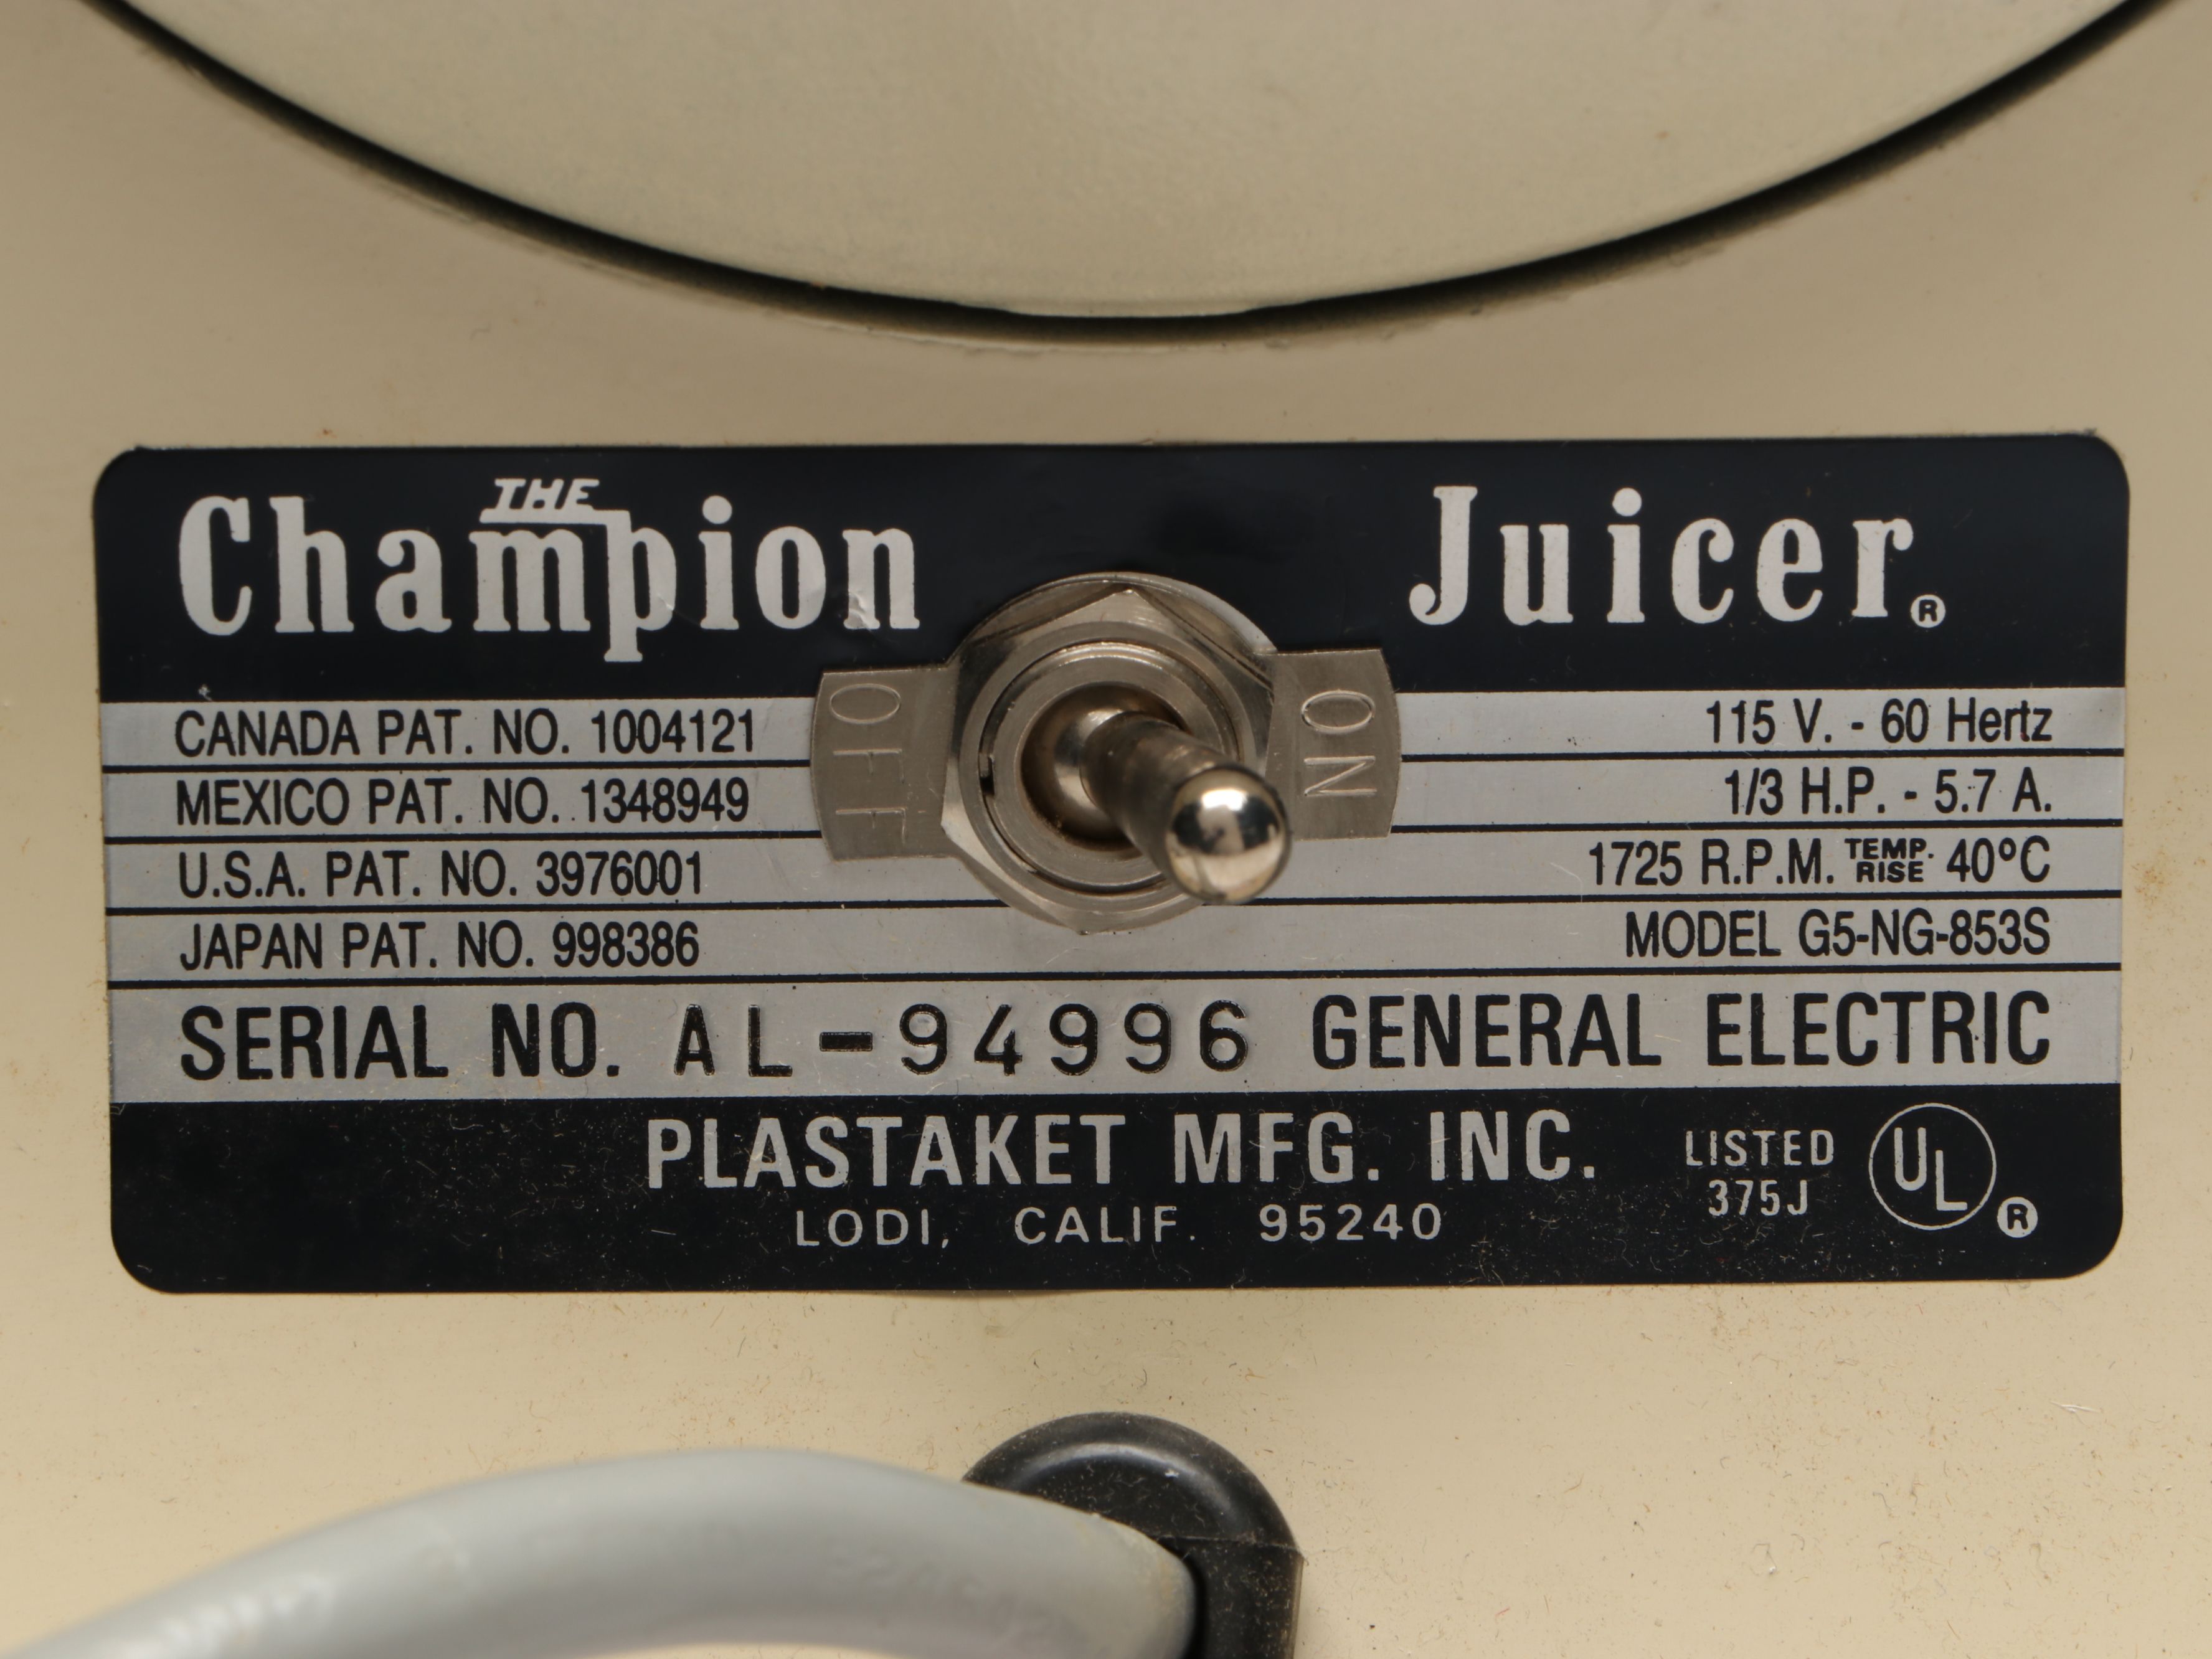 THE
Champion Juicer®
OFF ON
CANADA PAT. NO. 1004121 115 V. - 60 Hertz
MEXICO PAT. NO. 1348949 1/3 H.P. - 5.7 A.
U.S.A. PAT. NO. 3976001 1725 R.P.M. TEMP. RISE 40°C
JAPAN PAT. NO. 998386 MODEL G5-NG-853S
SERIAL NO. AL-94996 GENERAL ELECTRIC
PLASTAKET MFG. INC.
LODI, CALIF. 95240
LISTED
375J
UL®